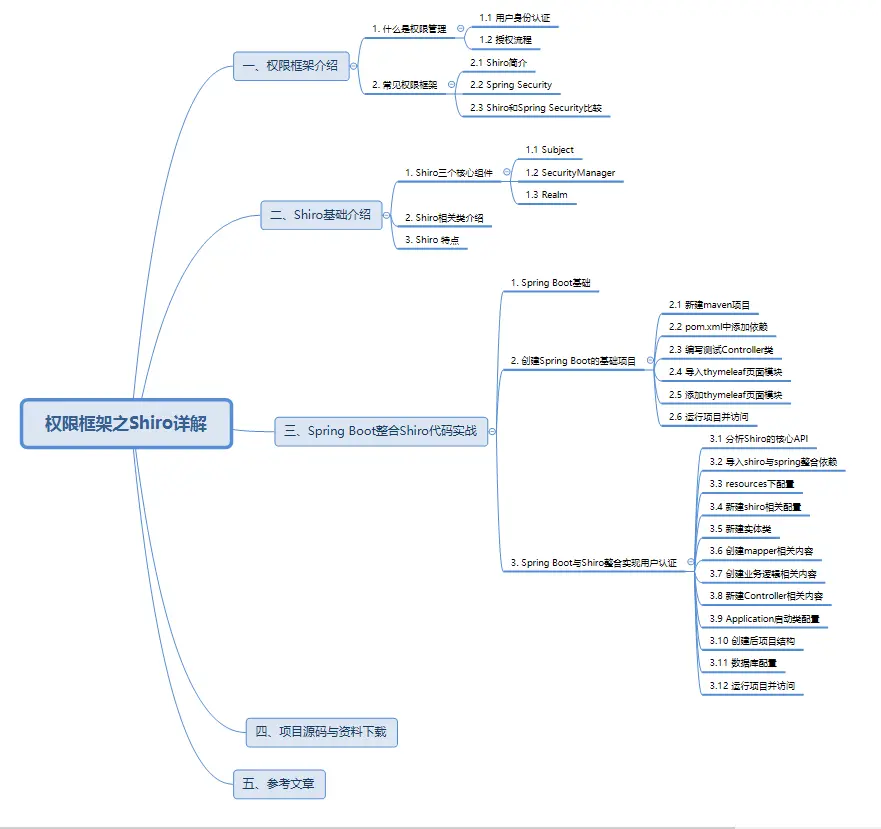 权限框架之Shiro详解
一、权限框架介绍
1. 什么是权限管理
1.1 用户身份认证
1.2 授权流程
2. 常见权限框架
2.1 Shiro简介
2.2 Spring Security
2.3 Shiro和Spring Security比较
二、Shiro基础介绍
1. Shiro三个核心组件
1.1 Subject
1.2 SecurityManager
1.3 Realm
2. Shiro相关类介绍
3. Shiro 特点
三、Spring Boot整合Shiro代码实战
1. Spring Boot基础
2. 创建Spring Boot的基础项目
2.1 新建maven项目
2.2 pom.xml中添加依赖
2.3 编写测试Controller类
2.4 导入thymeleaf页面模块
2.5 添加thymeleaf页面模块
2.6 运行项目并访问
3. Spring Boot与Shiro整合实现用户认证
3.1 分析Shiro的核心API
3.2 导入shiro与spring整合依赖
3.3 resources下配置
3.4 新建shiro相关配置
3.5 新建实体类
3.6 创建mapper相关内容
3.7 创建业务逻辑相关内容
3.8 新建Controller相关内容
3.9 Application启动类配置
3.10 创建后项目结构
3.11 数据库配置
3.12 运行项目并访问
四、项目源码与资料下载
五、参考文章